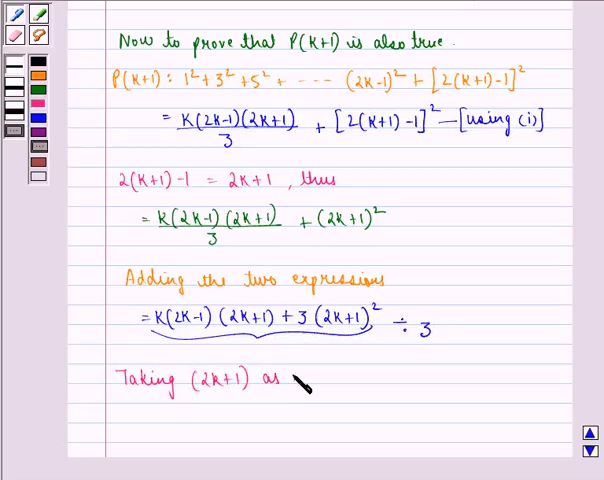 Now to prove that P(k+1) is also true.
P(k+1) : 1² + 3² + 5² + - - - - (2k-1)² + [2(k+1)-1]²
= K(2k-1)(2k+1)/3 + [2(k+1)-1]² — [using (i)]
2(k+1)-1 = 2k+1 , thus
= K(2k-1)(2k+1)/3 + (2k+1)²
Adding the two expressions
= K(2k-1) (2k+1) + 3 (2k+1)² ÷ 3
Taking (2k+1) as